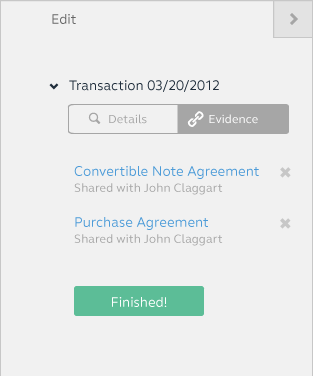 Edit
Transaction 03/20/2012
Details
Evidence
Convertible Note Agreement
Shared with John Claggart
Purchase Agreement
Shared with John Claggart
Finished!